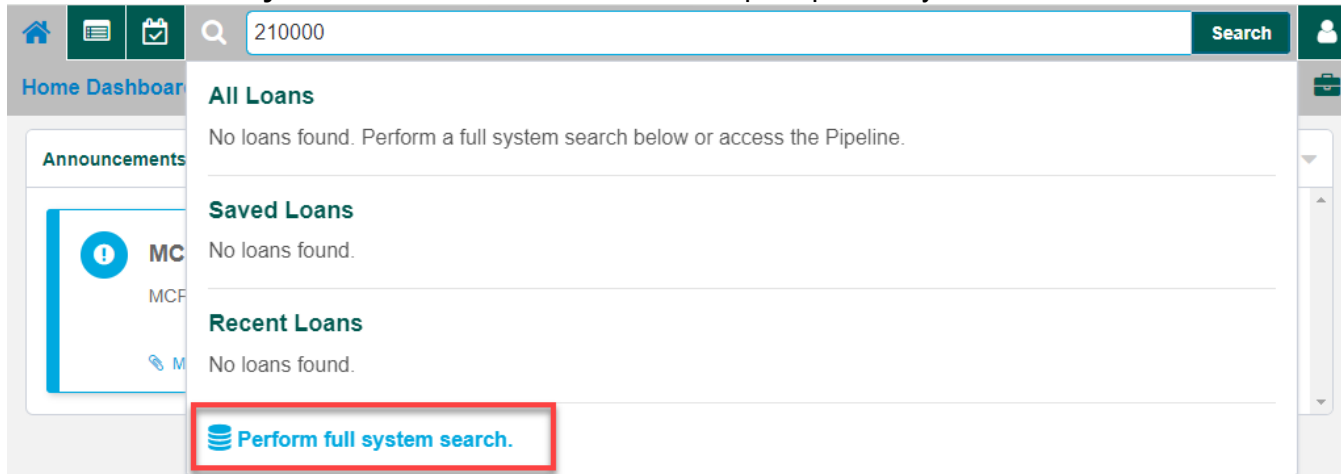 210000
Search
Home Dashboar
All Loans
No loans found. Perform a full system search below or access the Pipeline.
Announcements
Saved Loans
MC
No loans found.
MCP
Recent Loans
M
No loans found.
Perform full system search.